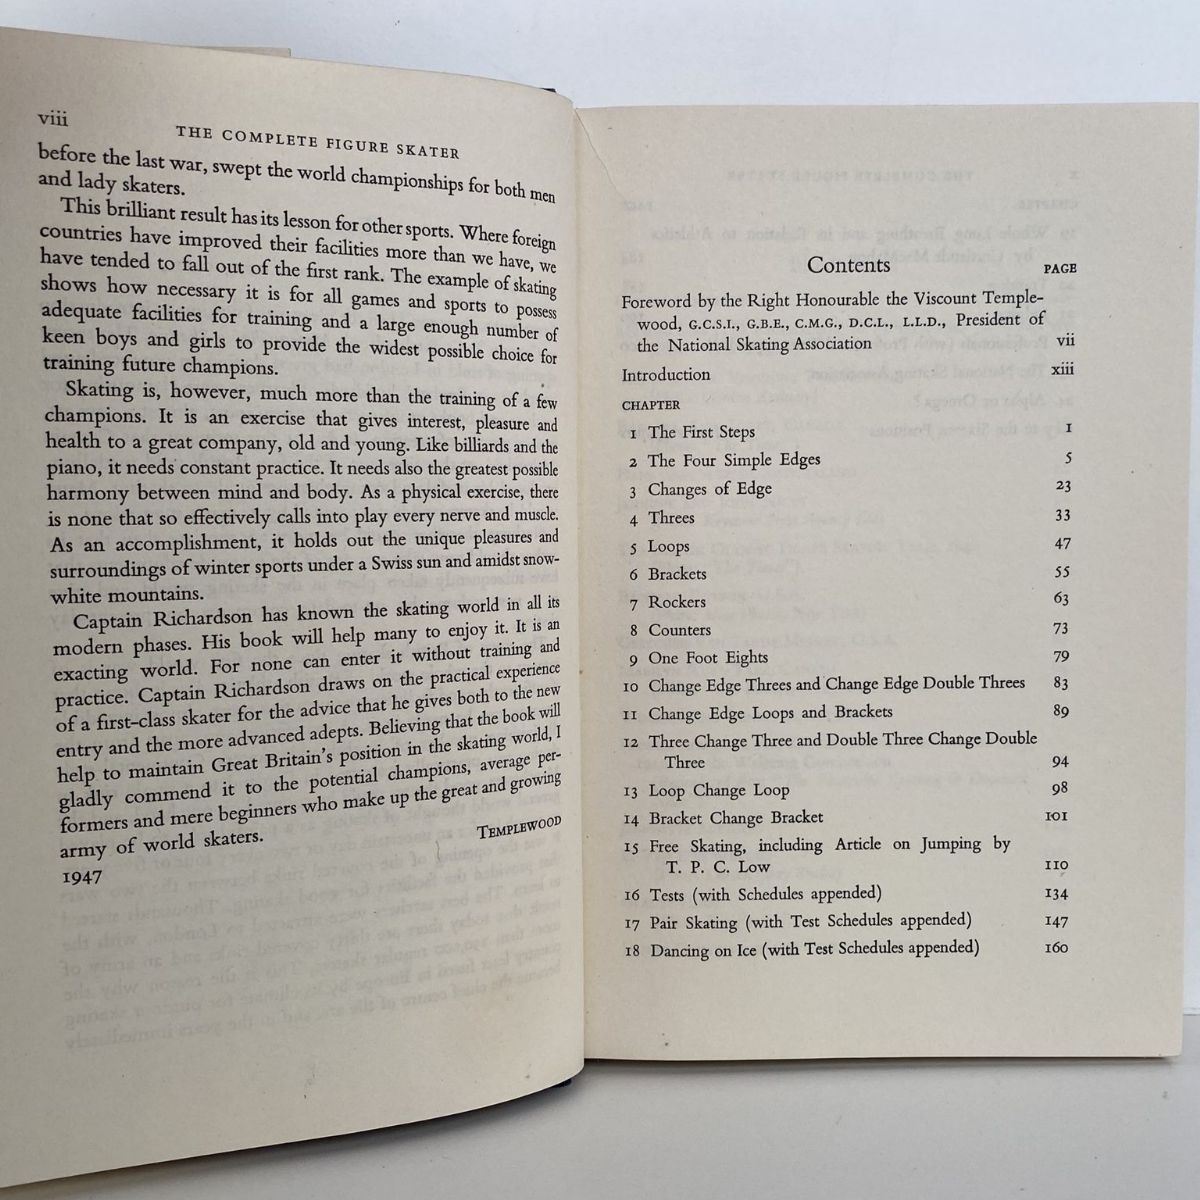 viii
THE COMPLETE FIGURE SKATER
before the last war, swept the world championships for both men
and lady skaters.
This brilliant result has its lesson for other sports. Where foreign
countries have improved their facilities more than we have, we
have tended to fall out of the first rank. The example of skating
shows how necessary it is for all games and sports to possess
adequate facilities for training and a large enough number of
keen boys and girls to provide the widest possible choice for
training future champions.
Skating is, however, much more than the training of a few
champions. It is an exercise that gives interest, pleasure and
health to a great company, old and young. Like billiards and the
piano, it needs constant practice. It needs also the greatest possible
harmony between mind and body. As a physical exercise, there
is none that so effectively calls into play every nerve and muscle.
As an accomplishment, it holds out the unique pleasures and
surroundings of winter sports under a Swiss sun and amidst snow-
white mountains.
Captain Richardson has known the skating world in all its
modern phases. His book will help many to enjoy it. It is an
exacting world. For none can enter it without training and
practice. Captain Richardson draws on the practical experience
of a first-class skater for the advice that he gives both to the new
entry and the more advanced adepts. Believing that the book will
help to maintain Great Britain's position in the skating world, I
gladly commend it to the potential champions, average per-
formers and mere beginners who make up the great and growing
army of world skaters.
TEMPLEWOOD
1947
Contents
PAGE
Foreword by the Right Honourable the Viscount Temple-
wood, G.C.S.I., G.B.E., C.M.G., D.C.L., L.L.D., President of
the National Skating Association vii
Introduction xiii
CHAPTER
1 The First Steps 1
2 The Four Simple Edges 5
3 Changes of Edge 23
4 Threes 33
5 Loops 47
6 Brackets 55
7 Rockers 63
8 Counters 73
9 One Foot Eights 79
10 Change Edge Threes and Change Edge Double Threes 83
11 Change Edge Loops and Brackets 89
12 Three Change Three and Double Three Change Double
Three 94
13 Loop Change Loop 98
14 Bracket Change Bracket 101
15 Free Skating, including Article on Jumping by
T. P. C. Low 110
16 Tests (with Schedules appended) 134
17 Pair Skating (with Test Schedules appended) 147
18 Dancing on Ice (with Test Schedules appended) 160